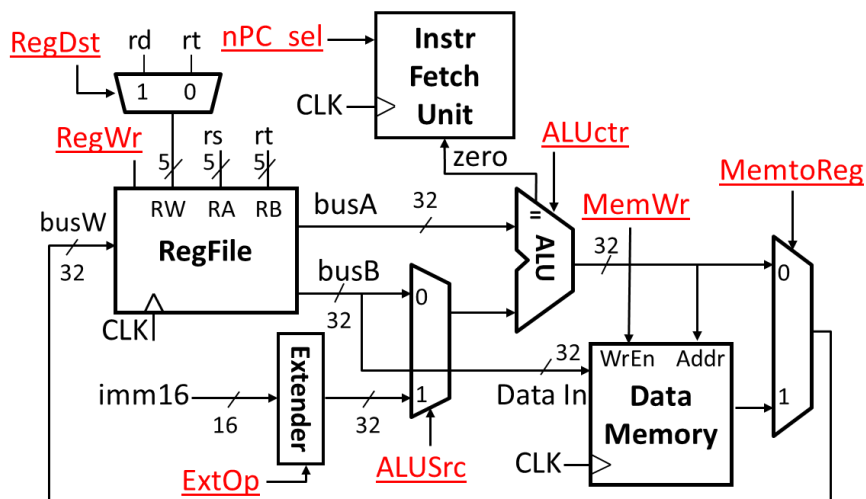 nPC sel
Instr
Fetch
Unit
RegDst
rd
rt
1
0
CLK
RegWr
rs
rt
5
5
5
zero
ALUctr
MemtoReg
RW
RA
RB
busW
32
RegFile
busA
32
=
ALU
MemWr
busB
32
0
32
0
CLK
Extender
32
WrEn
Addr
imm16
16
32
1
Data In
Data
Memory
1
ExtOp
ALUSrc
CLK